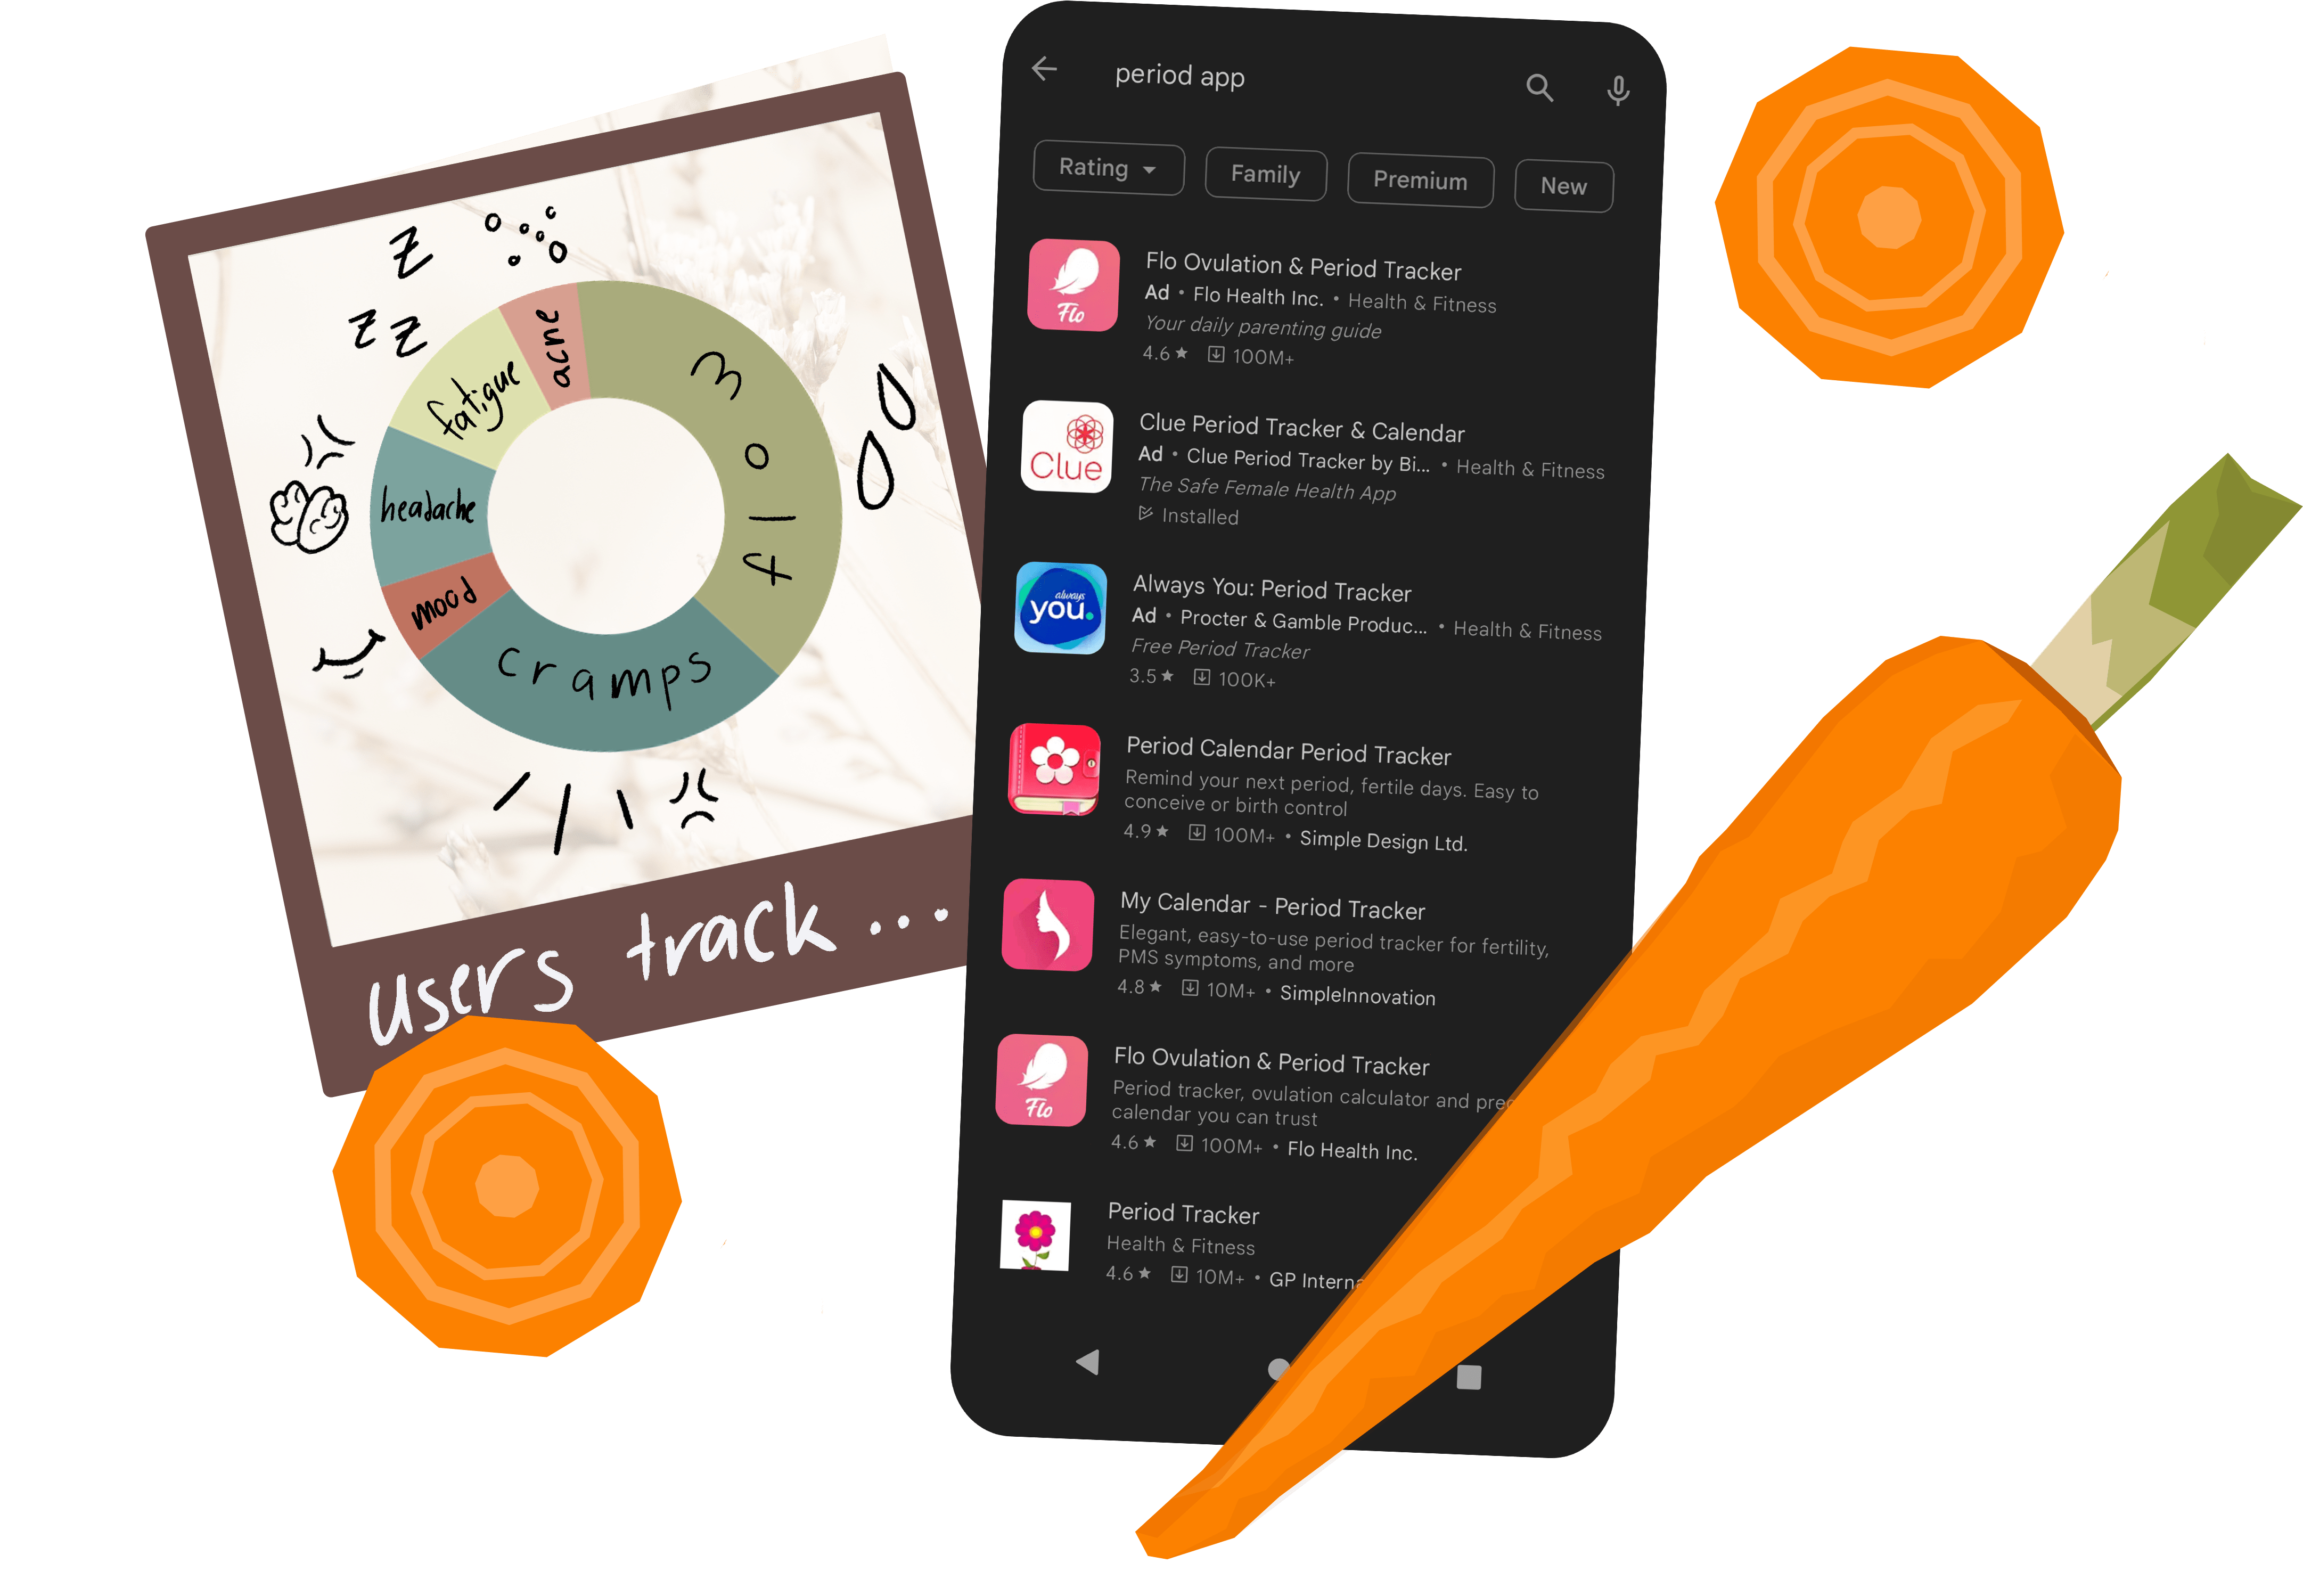 acne
fatigue
flow
headache
mood
cramps
users track...
period app
Rating
Family
Premium
New
Flo
Flo Ovulation & Period Tracker
Ad • Flo Health Inc. • Health & Fitness
Your daily parenting guide
4.6★ 100M+
Clue
Clue Period Tracker & Calendar
Ad • Clue Period Tracker by Bi... • Health & Fitness
The Safe Female Health App
Installed
always
you.
Always You: Period Tracker
Ad • Procter & Gamble Produc... • Health & Fitness
Free Period Tracker
3.5★ 100K+
Period Calendar Period Tracker
Remind your next period, fertile days. Easy to
conceive or birth control
4.9★ 100M+ • Simple Design Ltd.
My Calendar - Period Tracker
Elegant, easy-to-use period tracker for fertility,
PMS symptoms, and more
4.8★ 10M+ • SimpleInnovation
Flo
Flo Ovulation & Period Tracker
Period tracker, ovulation calculator and
calendar you can trust
4.6★ 100M+ • Flo Health Inc.
Period Tracker
Health & Fitness
4.6★ 10M+ • GP
z
z z